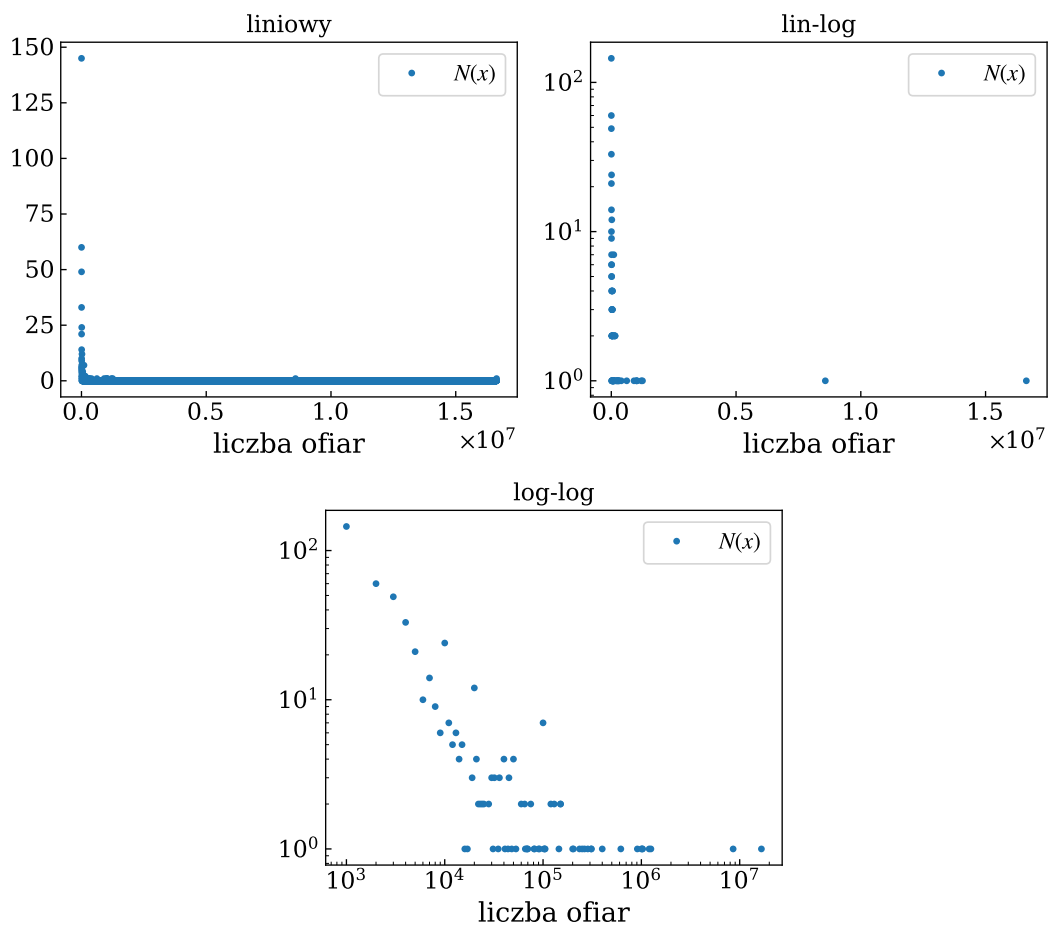 liniowy
150
125
100
75
50
25
0
N(x)
0.0 0.5 1.0 1.5
×10⁷
liczba ofiar
lin-log
10²
10¹
10⁰
N(x)
0.0 0.5 1.0 1.5
×10⁷
liczba ofiar
log-log
10²
10¹
10⁰
N(x)
10³ 10⁴ 10⁵ 10⁶ 10⁷
liczba ofiar